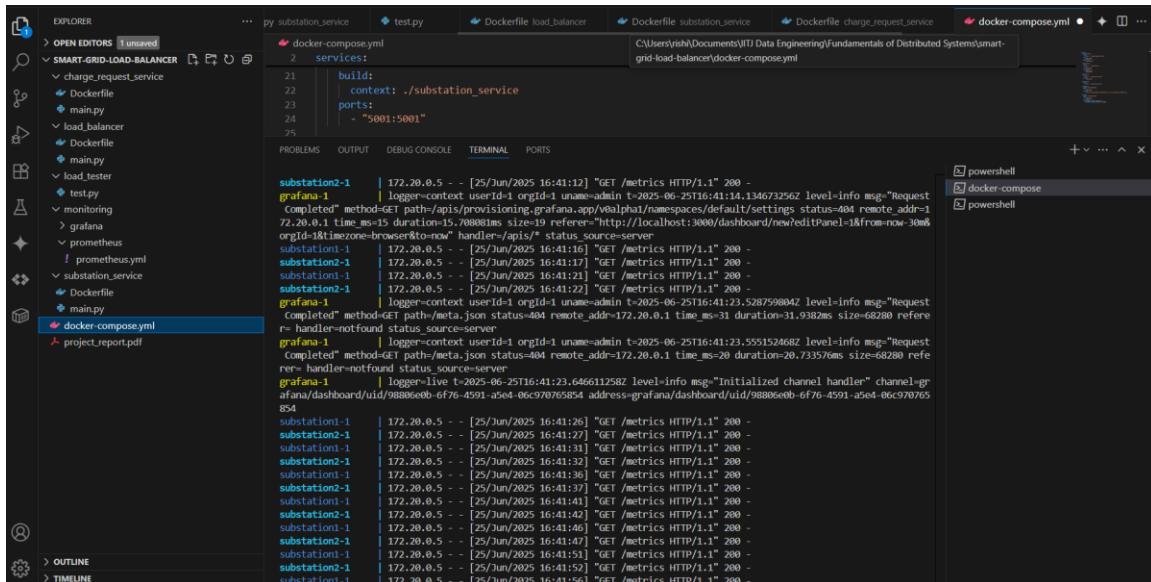 EXPLORER
OPEN EDITORS 1 unsaved
SMART-GRID-LOAD-BALANCER
charge_request_service
Dockerfile
main.py
load_balancer
Dockerfile
main.py
load_tester
test.py
monitoring
grafana
prometheus
! prometheus.yml
substation_service
Dockerfile
main.py
docker-compose.yml
project_report.pdf
OUTLINE
TIMELINE
1
py substation_service
test.py
Dockerfile load_balancer
Dockerfile substation_service
Dockerfile charge_request_service
docker-compose.yml
docker-compose.yml
C:\Users\rishi\Documents\IITJ Data Engineering\Fundamentals of Distributed Systems\smart-
grid-load-balancer\docker-compose.yml
2 services:
21 build:
22 context: ./substation_service
23 ports:
24 - "5001:5001"
25
PROBLEMS OUTPUT DEBUG CONSOLE TERMINAL PORTS
substation2-1 | 172.20.0.5 - - [25/Jun/2025 16:41:12] "GET /metrics HTTP/1.1" 200 -
grafana-1 | logger=context userId=1 orgId=1 uname=admin t=2025-06-25T16:41:14.134673256Z level=info msg="Request
Completed" method=GET path=/apis/provisioning.grafana.app/v0alpha1/namespaces/default/settings status=404 remote_addr=1
72.20.0.1 time_ms=15 duration=15.708081ms size=19 referer="http://localhost:3000/dashboard/new?editPanel=1&from=now-30m&
orgId=1&timezone=browser&to=now" handler=/apis/* status_source=server
substation1-1 | 172.20.0.5 - - [25/Jun/2025 16:41:16] "GET /metrics HTTP/1.1" 200 -
substation2-1 | 172.20.0.5 - - [25/Jun/2025 16:41:17] "GET /metrics HTTP/1.1" 200 -
substation1-1 | 172.20.0.5 - - [25/Jun/2025 16:41:21] "GET /metrics HTTP/1.1" 200 -
substation2-1 | 172.20.0.5 - - [25/Jun/2025 16:41:22] "GET /metrics HTTP/1.1" 200 -
grafana-1 | logger=context userId=1 orgId=1 uname=admin t=2025-06-25T16:41:23.528759804Z level=info msg="Request
Completed" method=GET path=/meta.json status=404 remote_addr=172.20.0.1 time_ms=31 duration=31.9382ms size=68280 refere
r= handler=notfound status_source=server
grafana-1 | logger=context userId=1 orgId=1 uname=admin t=2025-06-25T16:41:23.555152468Z level=info msg="Request
Completed" method=GET path=/meta.json status=404 remote_addr=172.20.0.1 time_ms=20 duration=20.733576ms size=68280 refe
rer= handler=notfound status_source=server
grafana-1 | logger=live t=2025-06-25T16:41:23.646611258Z level=info msg="Initialized channel handler" channel=gr
afana/dashboard/uid/98806e0b-6f76-4591-a5e4-06c970765854 address=grafana/dashboard/uid/98806e0b-6f76-4591-a5e4-06c970765
854
substation1-1 | 172.20.0.5 - - [25/Jun/2025 16:41:26] "GET /metrics HTTP/1.1" 200 -
substation2-1 | 172.20.0.5 - - [25/Jun/2025 16:41:27] "GET /metrics HTTP/1.1" 200 -
substation1-1 | 172.20.0.5 - - [25/Jun/2025 16:41:31] "GET /metrics HTTP/1.1" 200 -
substation2-1 | 172.20.0.5 - - [25/Jun/2025 16:41:32] "GET /metrics HTTP/1.1" 200 -
substation1-1 | 172.20.0.5 - - [25/Jun/2025 16:41:36] "GET /metrics HTTP/1.1" 200 -
substation2-1 | 172.20.0.5 - - [25/Jun/2025 16:41:37] "GET /metrics HTTP/1.1" 200 -
substation1-1 | 172.20.0.5 - - [25/Jun/2025 16:41:41] "GET /metrics HTTP/1.1" 200 -
substation2-1 | 172.20.0.5 - - [25/Jun/2025 16:41:42] "GET /metrics HTTP/1.1" 200 -
substation1-1 | 172.20.0.5 - - [25/Jun/2025 16:41:46] "GET /metrics HTTP/1.1" 200 -
substation2-1 | 172.20.0.5 - - [25/Jun/2025 16:41:47] "GET /metrics HTTP/1.1" 200 -
substation1-1 | 172.20.0.5 - - [25/Jun/2025 16:41:51] "GET /metrics HTTP/1.1" 200 -
substation2-1 | 172.20.0.5 - - [25/Jun/2025 16:41:52] "GET /metrics HTTP/1.1" 200 -
substation1-1 | 172.20.0.5 - - [25/Jun/2025 16:41:56] "GET /metrics HTTP/1.1" 200 -
powershell
docker-compose
powershell